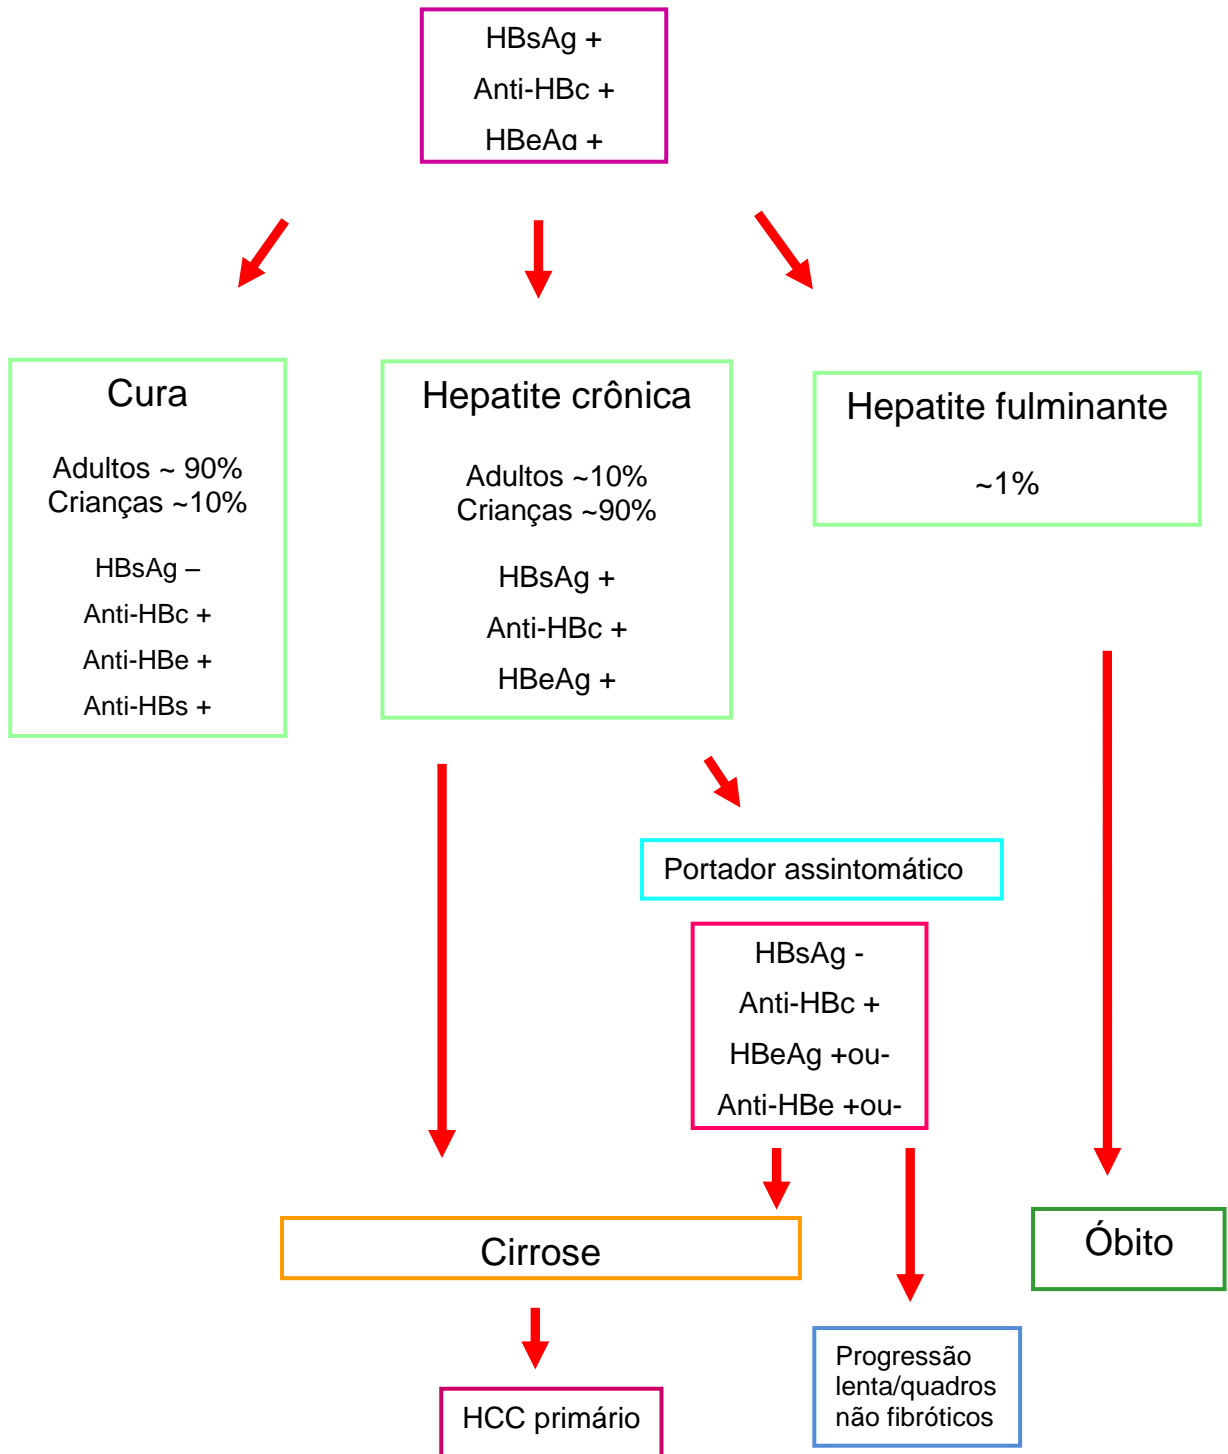 HBsAg +
Anti-HBc +
HBeAg +
Cura
Adultos ~ 90%
Crianças ~10%
HBsAg –
Anti-HBc +
Anti-HBe +
Anti-HBs +
Hepatite crônica
Adultos ~10%
Crianças ~90%
HBsAg +
Anti-HBc +
HBeAg +
Hepatite fulminante
~1%
Portador assintomático
HBsAg -
Anti-HBc +
HBeAg +ou-
Anti-HBe +ou-
Cirrose
Óbito
HCC primário
Progressão
lenta/quadros
não fibróticos